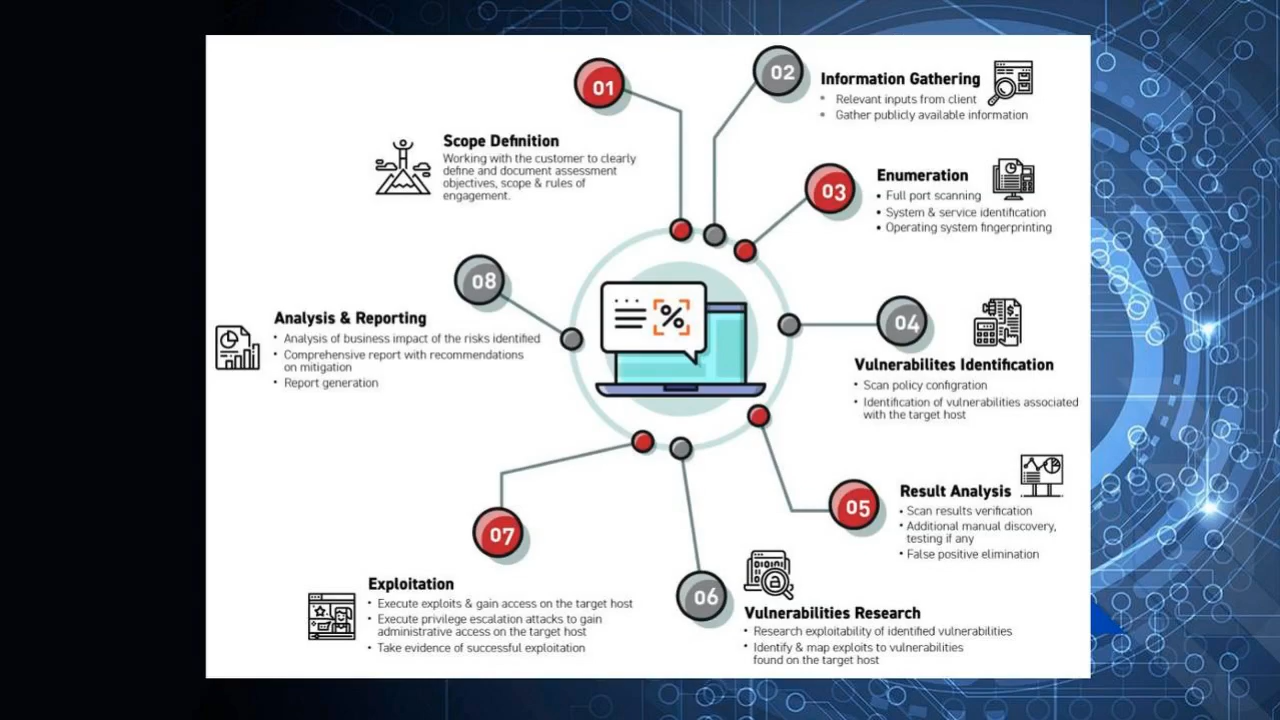 01
Scope Definition
Working with the customer to clearly
define and document assessment
objectives, scope & rules of
engagement.
02
Information Gathering
• Relevant inputs from client
• Gather publicly available information
03
Enumeration
• Full port scanning
• System & service identification
• Operating system fingerprinting
04
Vulnerabilites Identification
• Scan policy configration
• Identification of vulnerabilities associated
with the target host
05
Result Analysis
• Scan results verification
• Additional manual discovery,
testing if any
• False positive elimination
06
Vulnerabilities Research
• Research exploitability of identified vulnerabilities
• Identify & map exploits to vulnerabilities
found on the target host
07
Exploitation
• Execute exploits & gain access on the target host
• Execute privilege escalation attacks to gain
administrative access on the target host
• Take evidence of successful exploitation
08
Analysis & Reporting
• Analysis of business impact of the risks identified
• Comprehensive report with recommendations
on mitigation
• Report generation
%